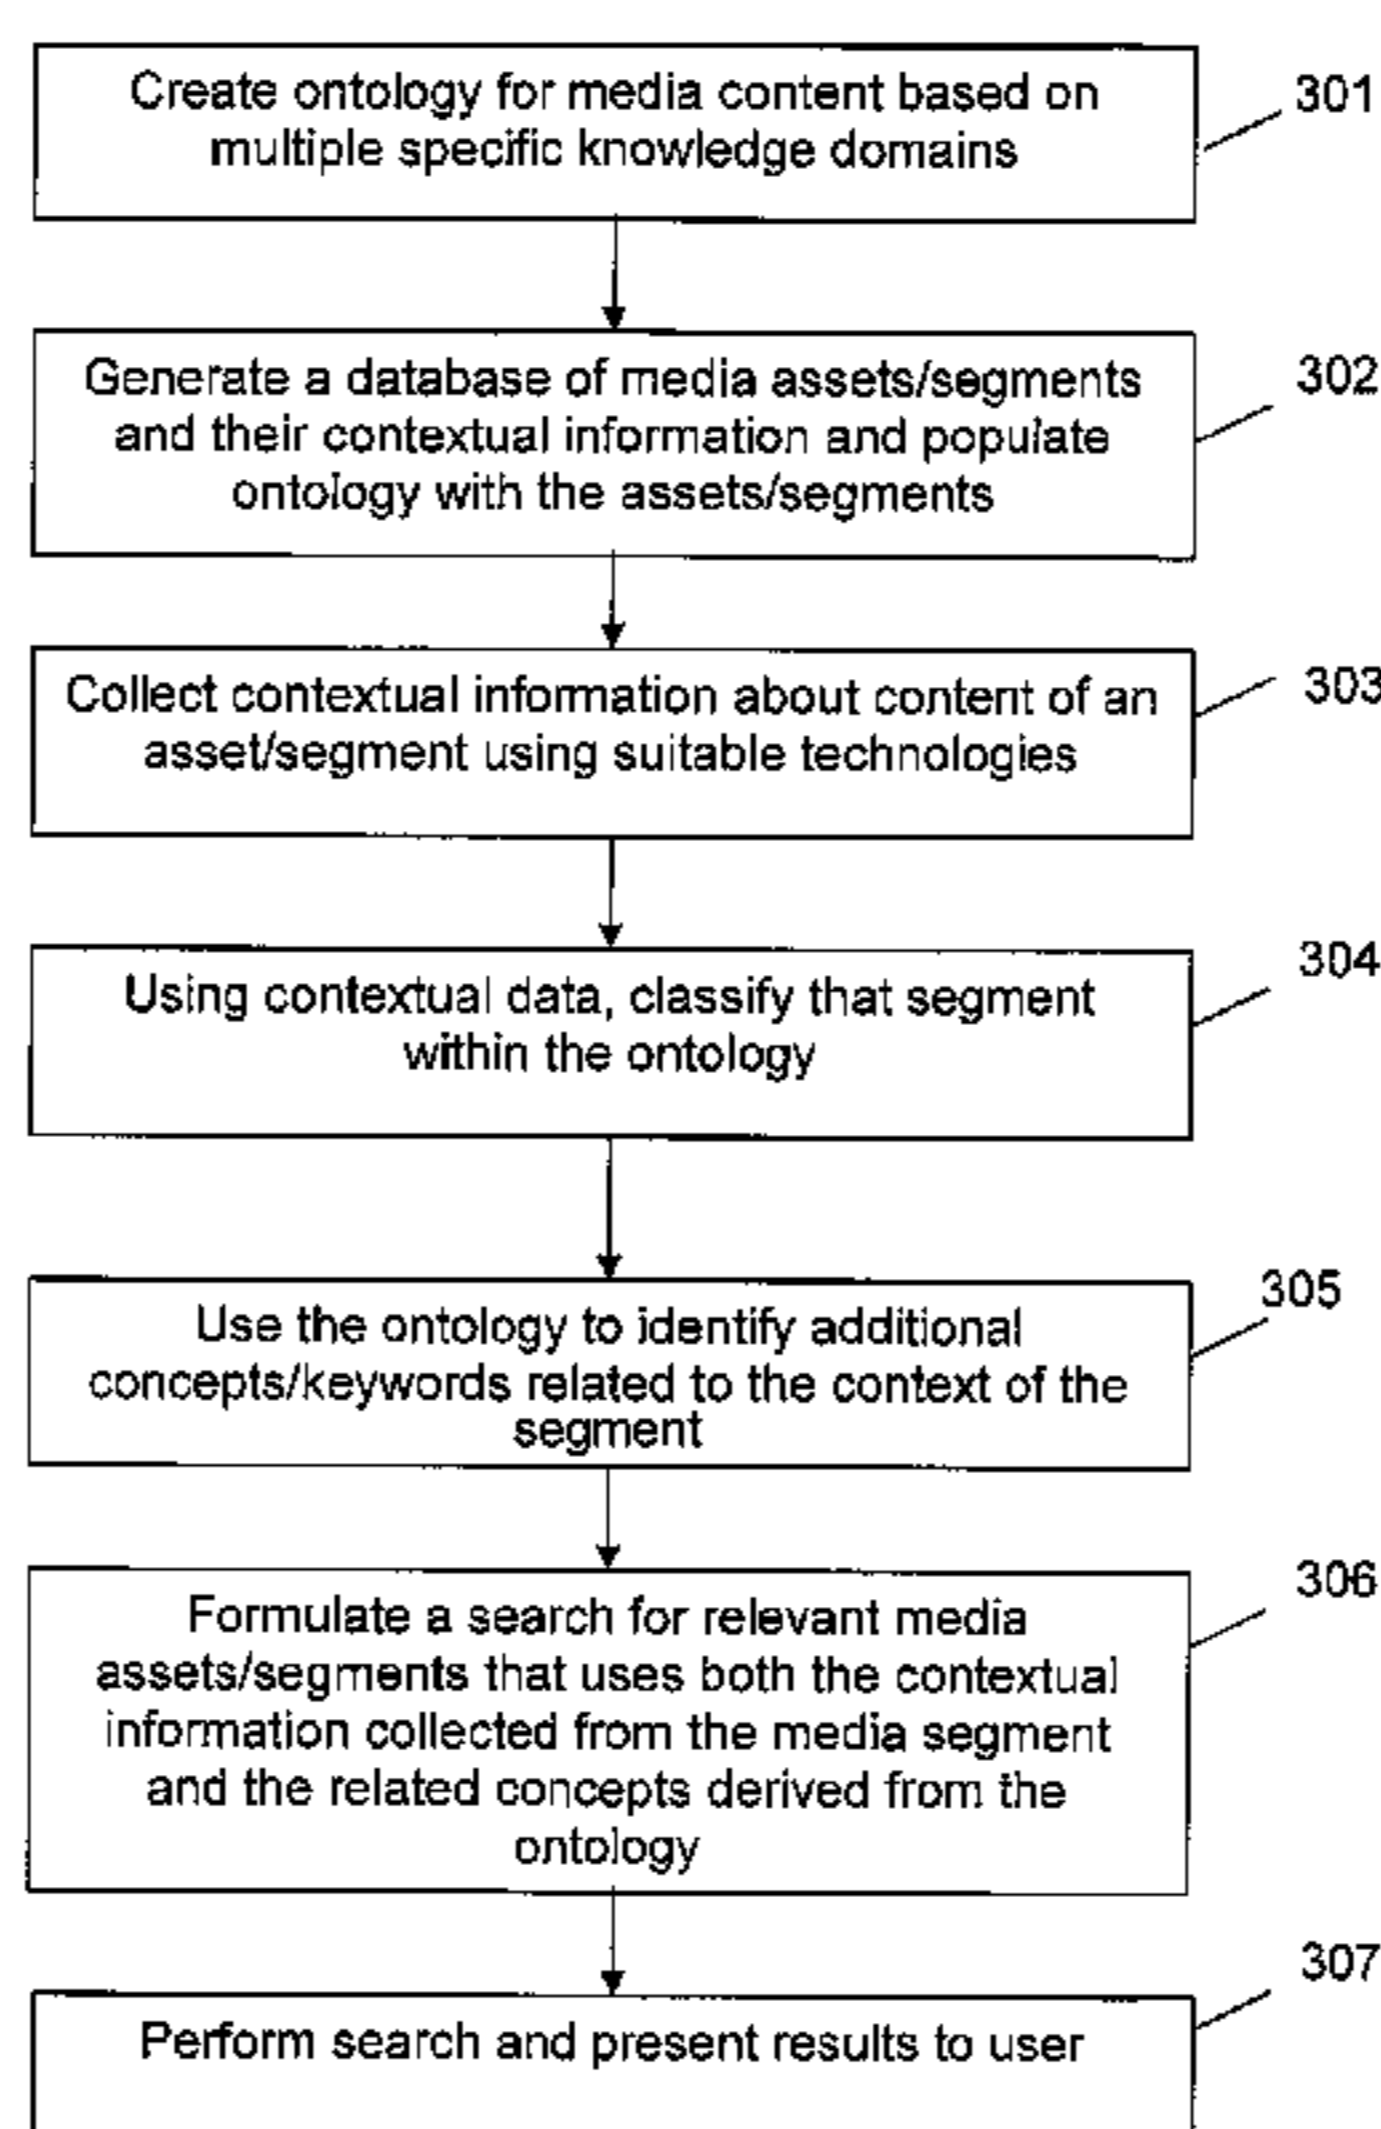 Create ontology for media content based on
multiple specific knowledge domains
301
Generate a database of media assets/segments
and their contextual information and populate
ontology with the assets/segments
302
Collect contextual information about content of an
asset/segment using suitable technologies
303
Using contextual data, classify that segment
within the ontology
304
Use the ontology to identify additional
concepts/keywords related to the context of the
segment
305
Formulate a search for relevant media
assets/segments that uses both the contextual
information collected from the media segment
and the related concepts derived from the
ontology
306
Perform search and present results to user
307